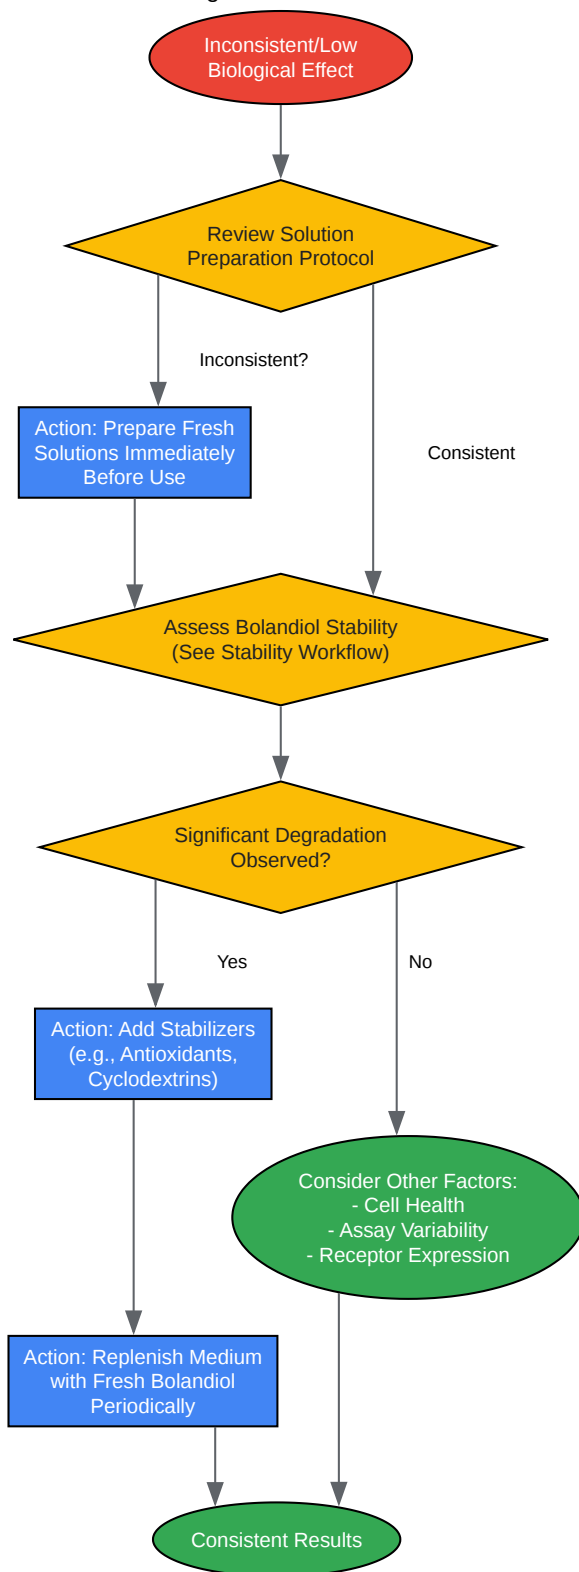 Inconsistent/Low
Biological Effect
Review Solution
Preparation Protocol
Inconsistent?
Consistent
Action: Prepare Fresh
Solutions Immediately
Before Use
Assess Bolandiol Stability
(See Stability Workflow)
Significant Degradation
Observed?
Yes
No
Action: Add Stabilizers
(e.g., Antioxidants,
Cyclodextrins)
Consider Other Factors:
- Cell Health
- Assay Variability
- Receptor Expression
Action: Replenish Medium
with Fresh Bolandiol
Periodically
Consistent Results